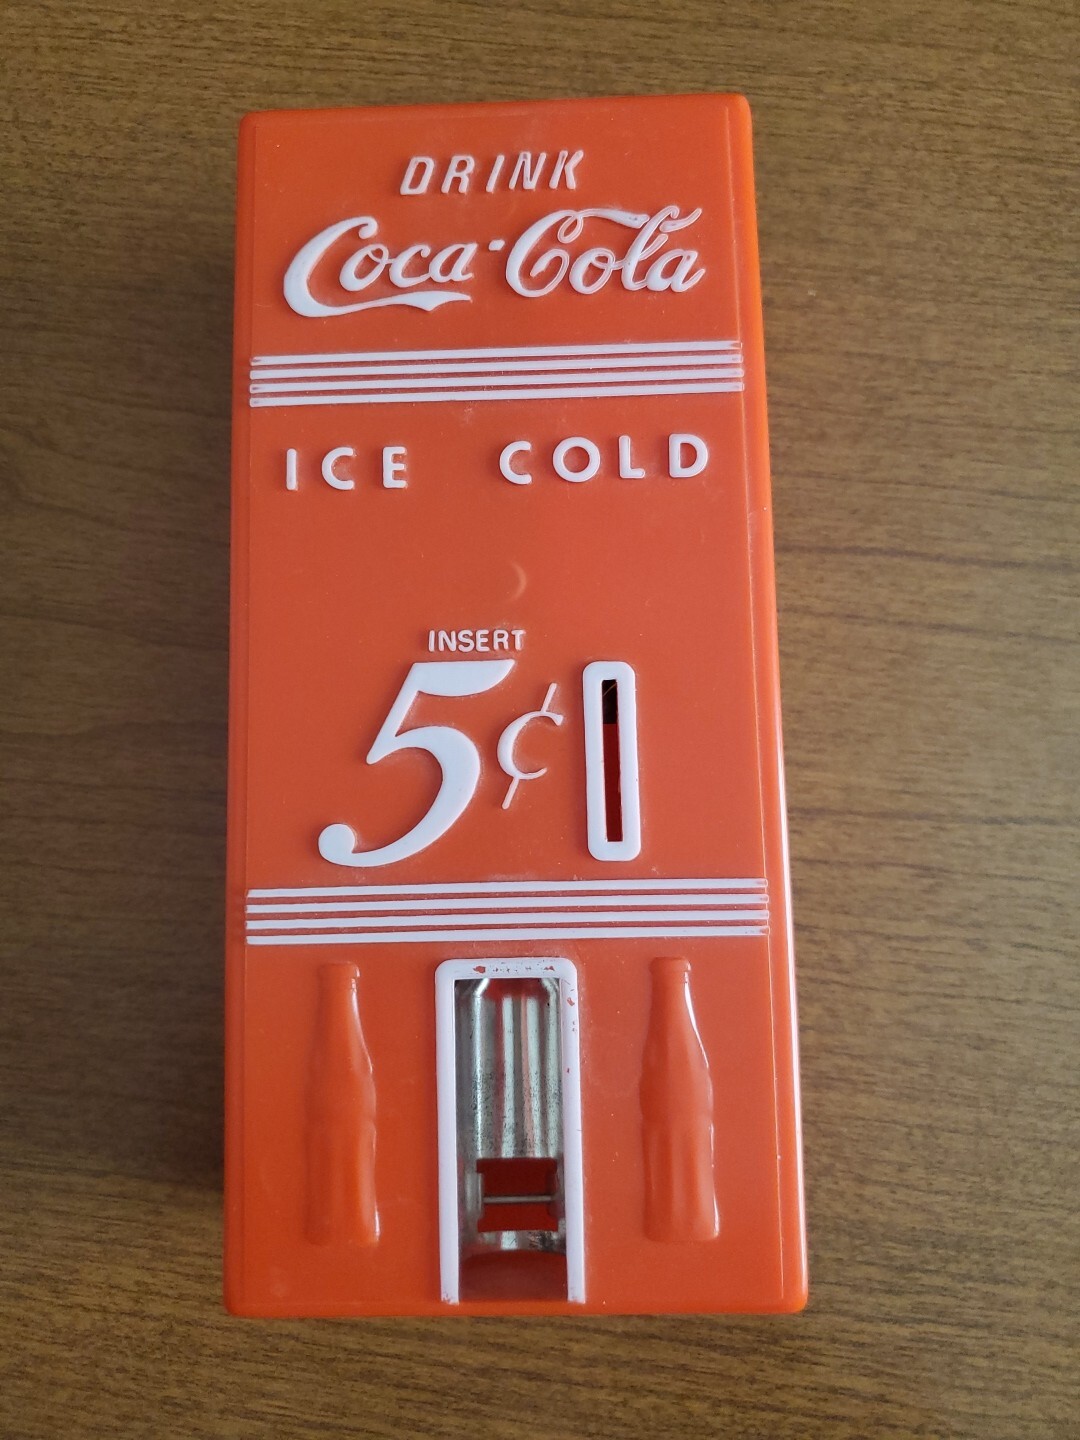 DRINK
Coca-Cola
ICE COLD
INSERT
5¢